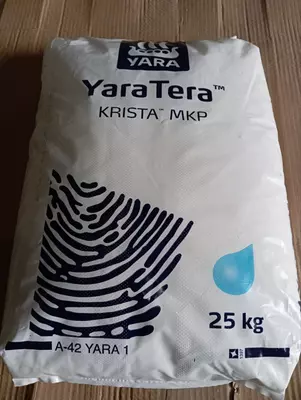 YARA
YaraTera™
KRISTA™ MKP
25 kg
A-42 YARA 1